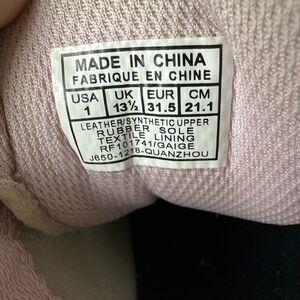 MADE IN CHINA
FABRIQUE EN CHINE
USA UK EUR CM
1 13½ 31.5 21.1
LEATHER/SYNTHETIC UPPER
RUBBER SOLE
TEXTILE LINING
RF101741/GAIGE
J650-1218-QUANZHOU